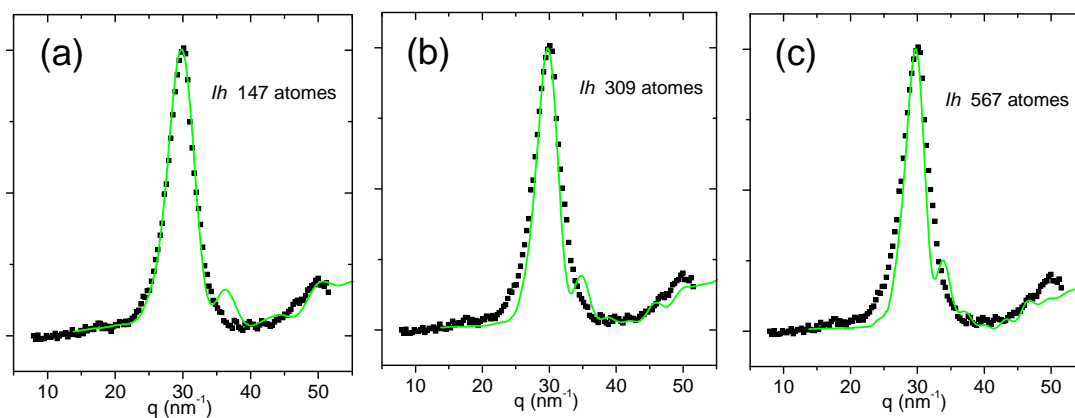 (a)
Ih 147 atomes
10 20 30 40 50
q (nm-1)
(b)
Ih 309 atomes
10 20 30 40 50
q (nm-1)
(c)
Ih 567 atomes
10 20 30 40 50
q (nm-1)